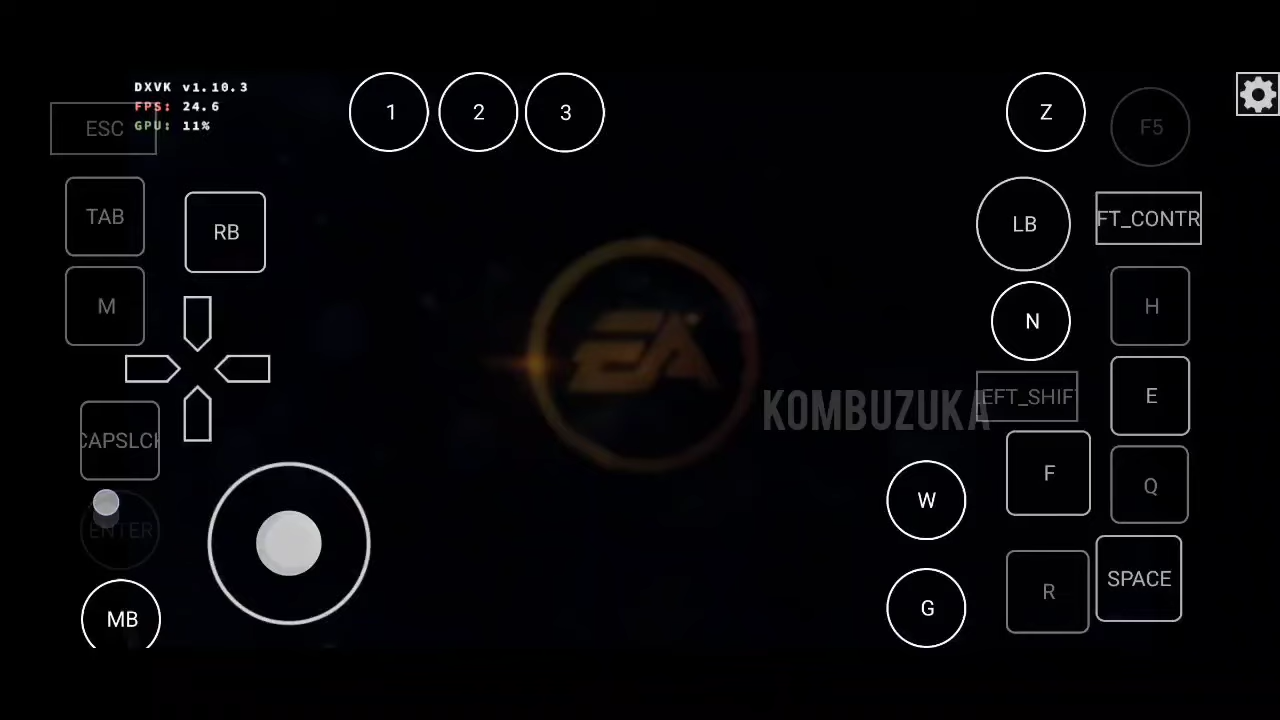 DXVK v1.10.3
FPS: 24.6
GPU: 11%
ESC
1
2
3
Z
F5
TAB
RB
LB
FT_CONTR
M
N
H
EFT_SHIF
E
KOMBUZUKA
CAPSLCK
F
Q
W
ENTER
SPACE
R
G
MB
EA